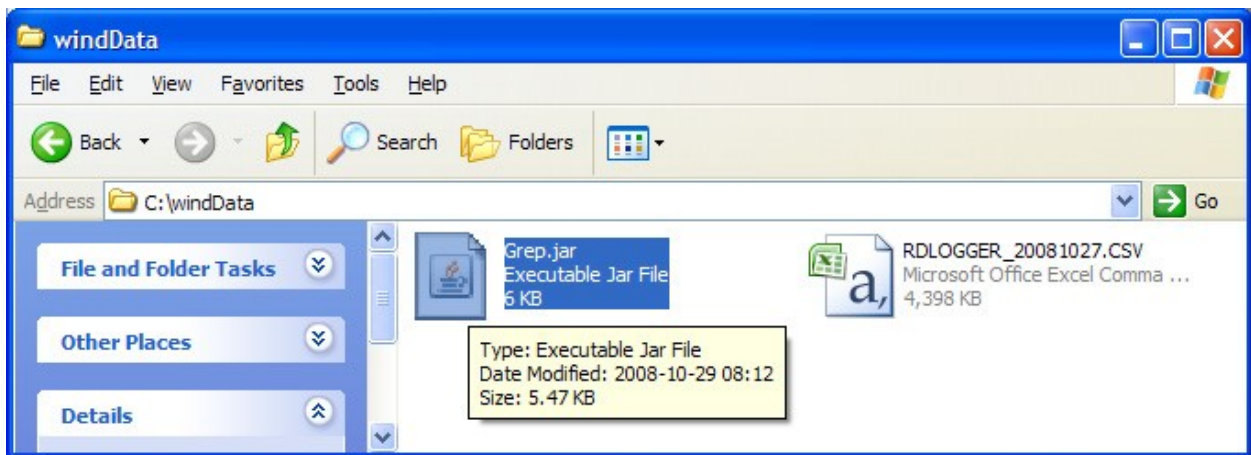 windData
File Edit View Favorites Tools Help
Back Search Folders
Address C:\windData Go
File and Folder Tasks
Other Places
Details
Grep.jar
Executable Jar File
6 KB
Type: Executable Jar File
Date Modified: 2008-10-29 08:12
Size: 5.47 KB
a,
RDLOGGER_20081027.CSV
Microsoft Office Excel Comma ...
4,398 KB